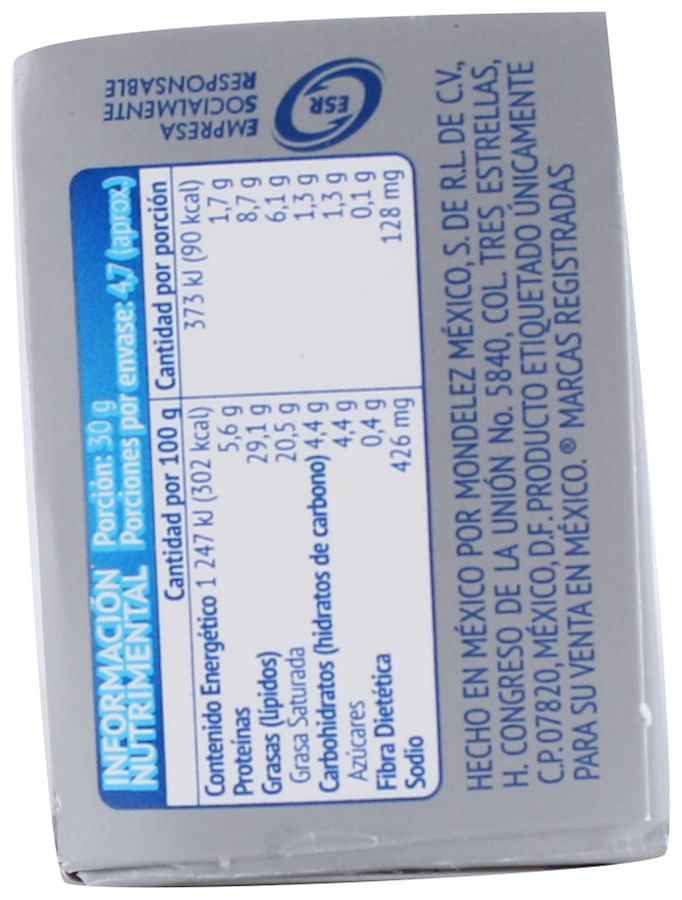 INFORMACIÓN NUTRIMENTAL
Porción: 30 g
Porciones por envase: 4,7 (aprox.)
Cantidad por 100 g Cantidad por porción
Contenido Energético 1 247 kJ (302 kcal) 373 kJ (90 kcal)
Proteínas 5,6 g 1,7 g
Grasas (lípidos) 29,1 g 8,7 g
Grasa Saturada 20,5 g 6,1 g
Carbohidratos (hidratos de carbono) 4,4 g 1,3 g
Azúcares 4,4 g 1,3 g
Fibra Dietética 0,4 g 0,1 g
Sodio 426 mg 128 mg
HECHO EN MÉXICO POR MONDELEZ MÉXICO, S. DE R.L. DE C.V.,
H. CONGRESO DE LA UNIÓN No. 5840, COL. TRES ESTRELLAS,
C.P. 07820, MÉXICO, D.F. PRODUCTO ETIQUETADO ÚNICAMENTE
PARA SU VENTA EN MÉXICO. ® MARCAS REGISTRADAS
ESR
EMPRESA
SOCIALMENTE
RESPONSABLE